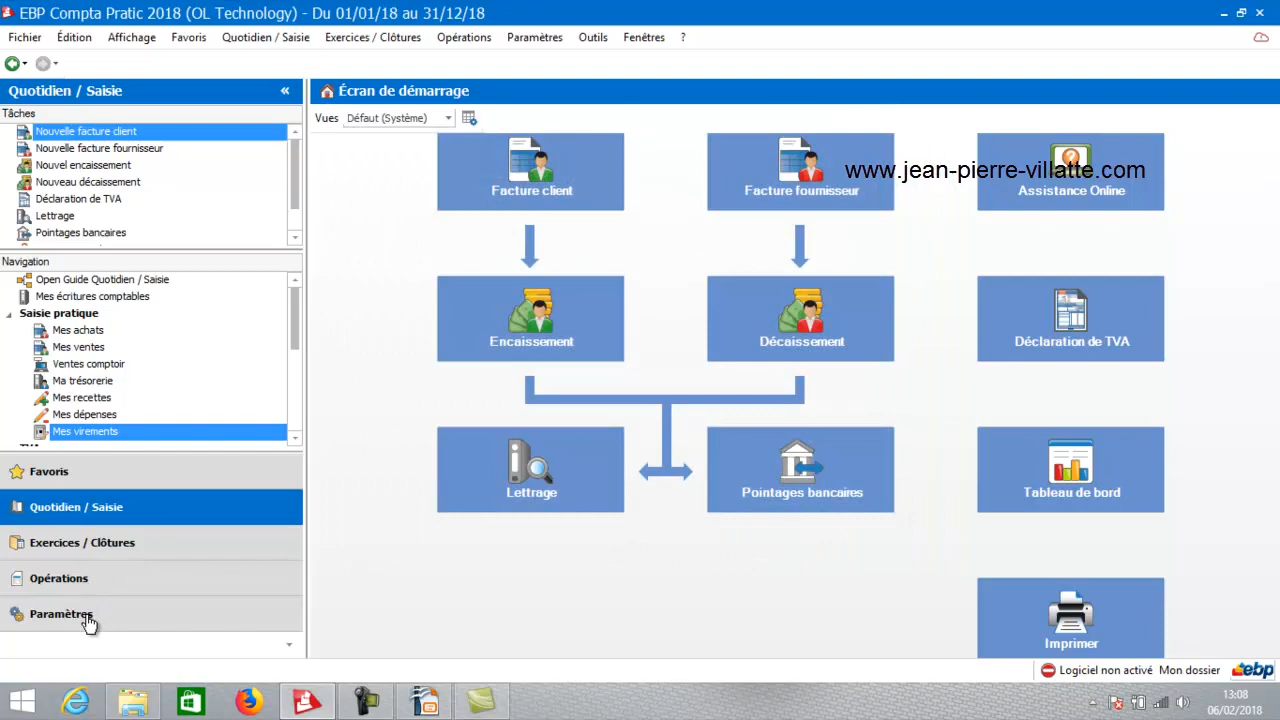 EBP Compta Pratic 2018 (OL Technology) - Du 01/01/18 au 31/12/18
Fichier Édition Affichage Favoris Quotidien / Saisie Exercices / Clôtures Opérations Paramètres Outils Fenêtres ?
Quotidien / Saisie «
Tâches
Nouvelle facture client
Nouvelle facture fournisseur
Nouvel encaissement
Nouveau décaissement
Déclaration de TVA
Lettrage
Pointages bancaires
Navigation
Open Guide Quotidien / Saisie
Mes écritures comptables
Saisie pratique
Mes achats
Mes ventes
Ventes comptoir
Ma trésorerie
Mes recettes
Mes dépenses
Mes virements
Favoris
Quotidien / Saisie
Exercices / Clôtures
Opérations
Paramètres
Écran de démarrage
Vues Défaut (Système)
www.jean-pierre-villatte.com
Facture client Facture fournisseur Assistance Online
Encaissement Décaissement Déclaration de TVA
Lettrage Pointages bancaires Tableau de bord
Imprimer
Logiciel non activé Mon dossier ebp
13:08
06/02/2018